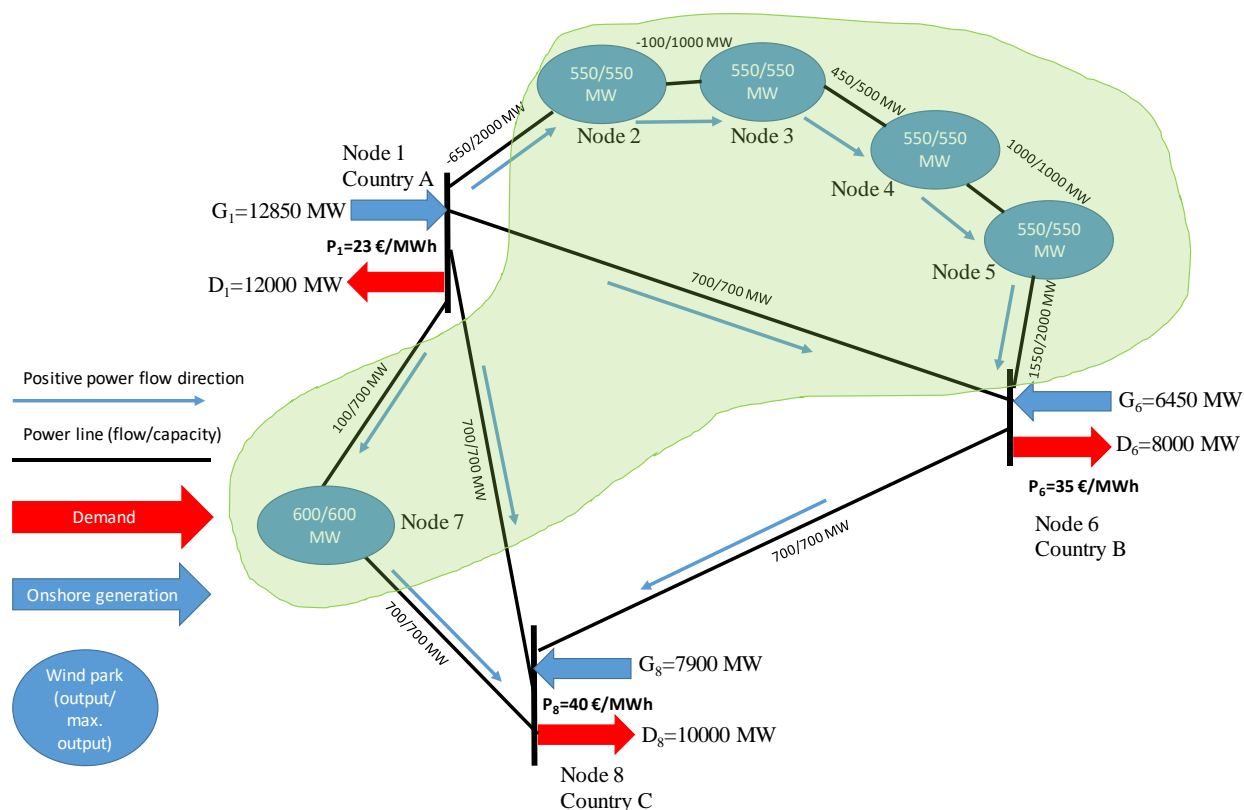 -100/1000 MW
550/550
MW
550/550
MW
450/500 MW
Node 2
Node 3
550/550
MW
-650/2000 MW
1000/1000 MW
Node 1
Country A
Node 4
550/550
MW
G1=12850 MW
P1=23 €/MWh
D1=12000 MW
Node 5
700/700 MW
1550/2000 MW
Positive power flow direction
Power line (flow/capacity)
100/700 MW
700/700 MW
G6=6450 MW
D6=8000 MW
P6=35 €/MWh
Node 6
Country B
Demand
600/600
MW
Node 7
700/700 MW
Onshore generation
700/700 MW
Wind park
(output/
max.
output)
G8=7900 MW
P8=40 €/MWh
D8=10000 MW
Node 8
Country C